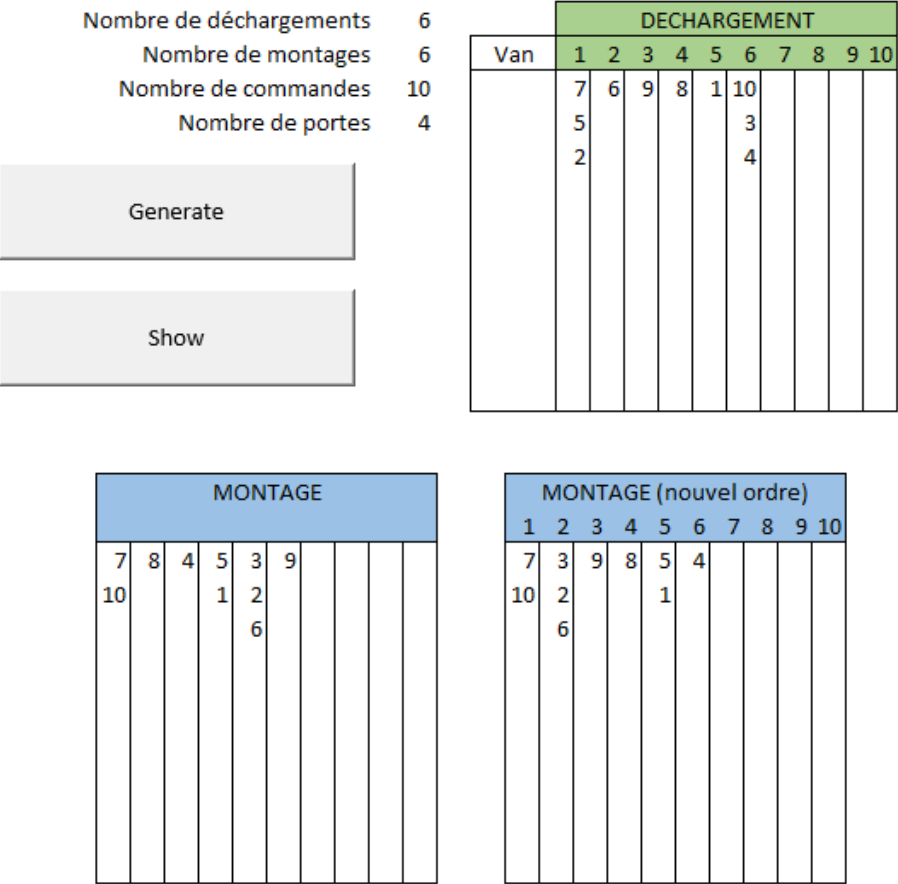 Nombre de déchargements 6
Nombre de montages 6
Nombre de commandes 10
Nombre de portes 4
Generate
Show
DECHARGEMENT
Van 1 2 3 4 5 6 7 8 9 10
7 6 9 8 1 10
5 3
2 4
MONTAGE
7 8 4 5 3 9
10 1 2
6
MONTAGE (nouvel ordre)
1 2 3 4 5 6 7 8 9 10
7 3 9 8 5 4
10 2 1
6